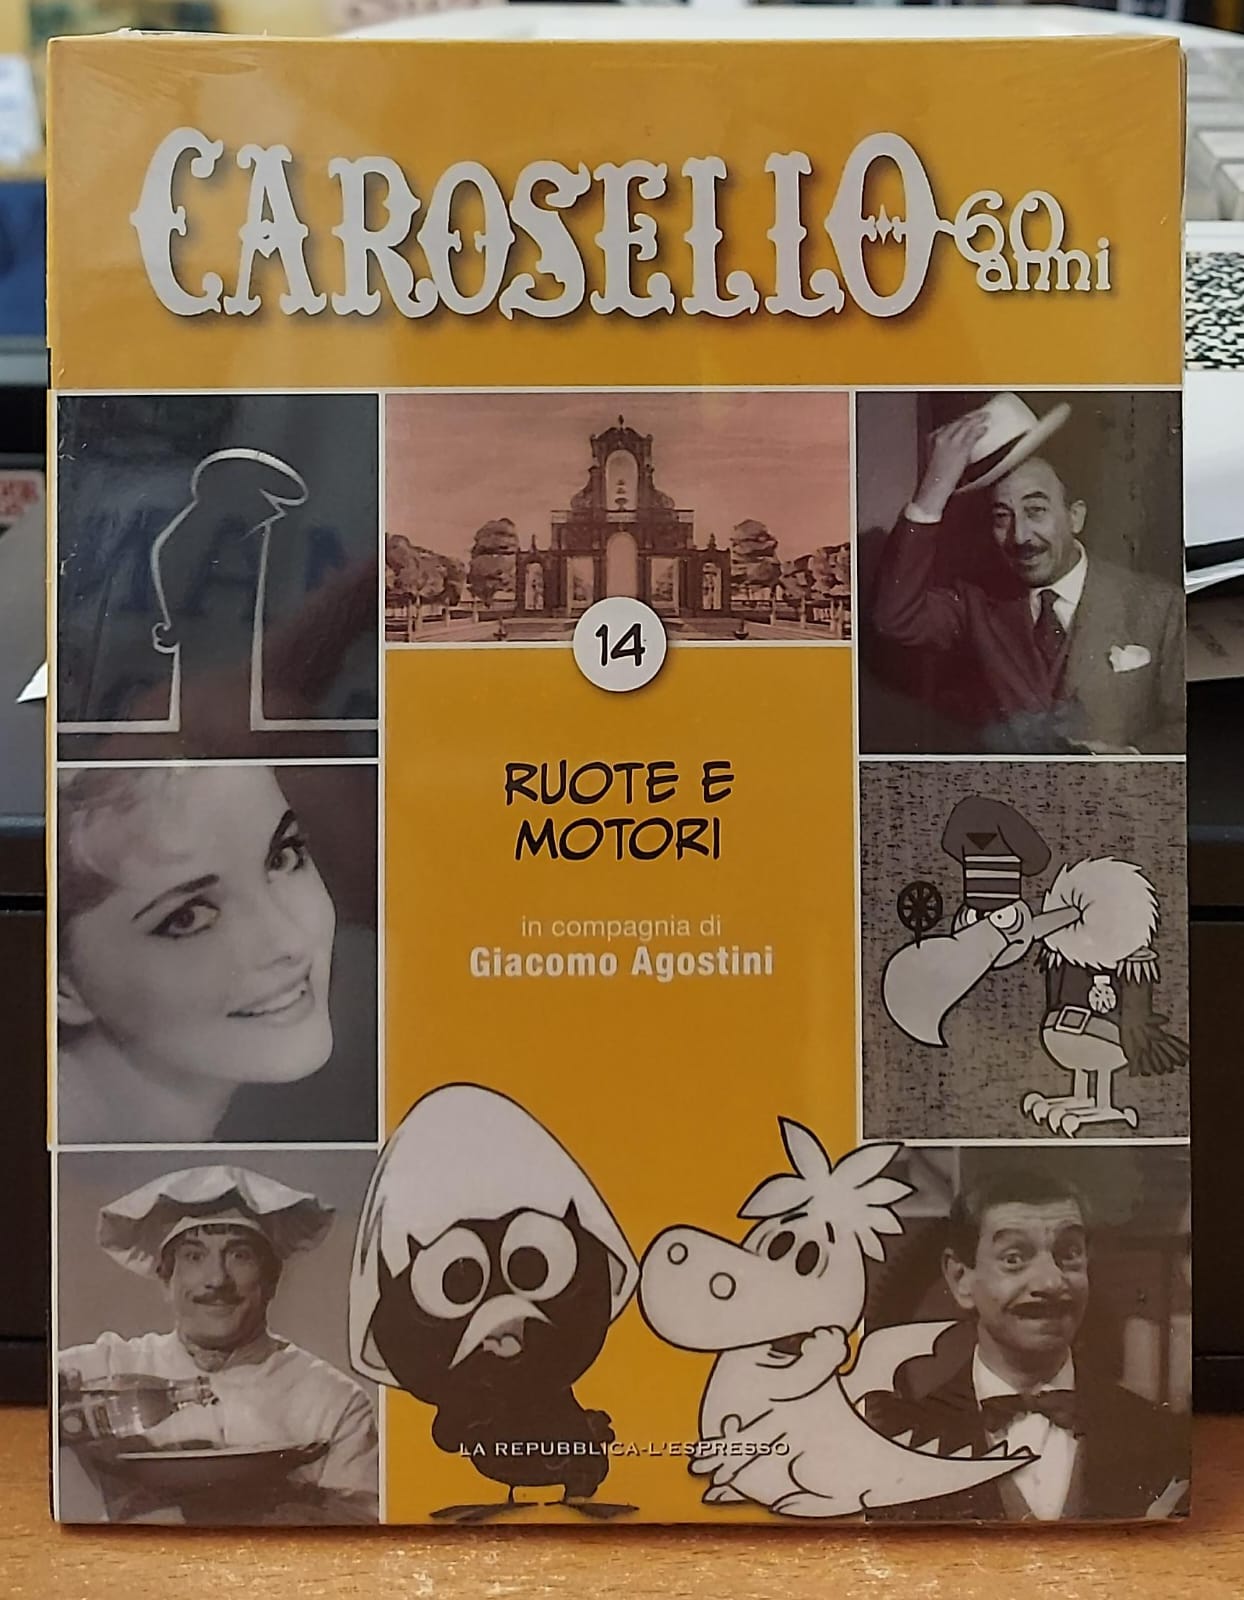 CAROSELLO 60
anni
14
RUOTE E
MOTORI
in compagnia di
Giacomo Agostini
LA REPUBBLICA-L'ESPRESSO